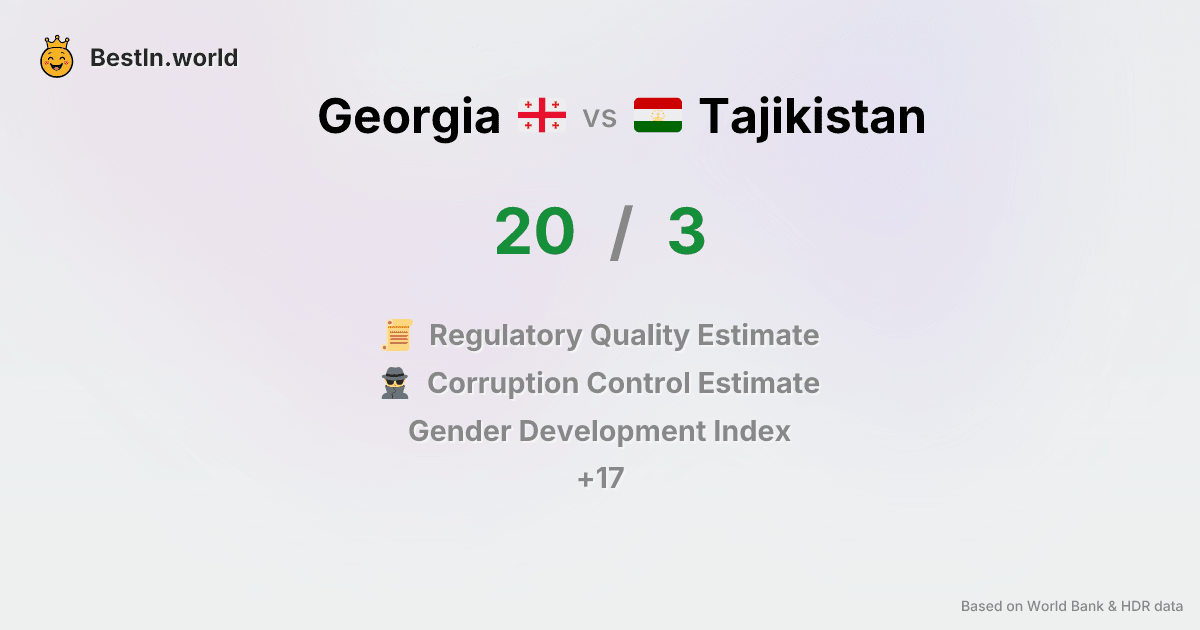 BestIn.world
Georgia vs Tajikistan
20 / 3
Regulatory Quality Estimate
Corruption Control Estimate
Gender Development Index
+17
Based on World Bank & HDR data